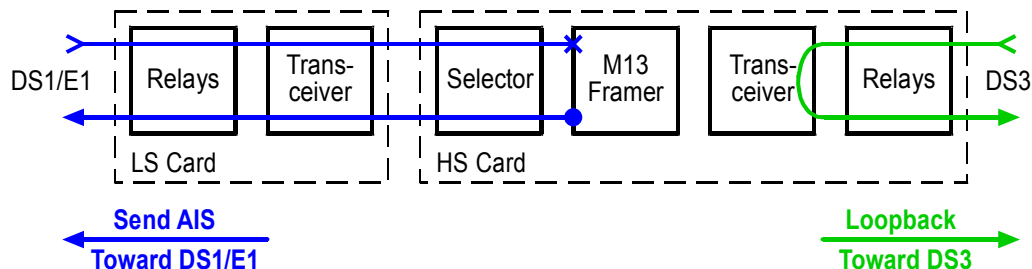 DS1/E1
Relays
Trans-
ceiver
Selector
M13
Framer
Trans-
ceiver
Relays
DS3
LS Card
HS Card
Send AIS
Toward DS1/E1
Loopback
Toward DS3